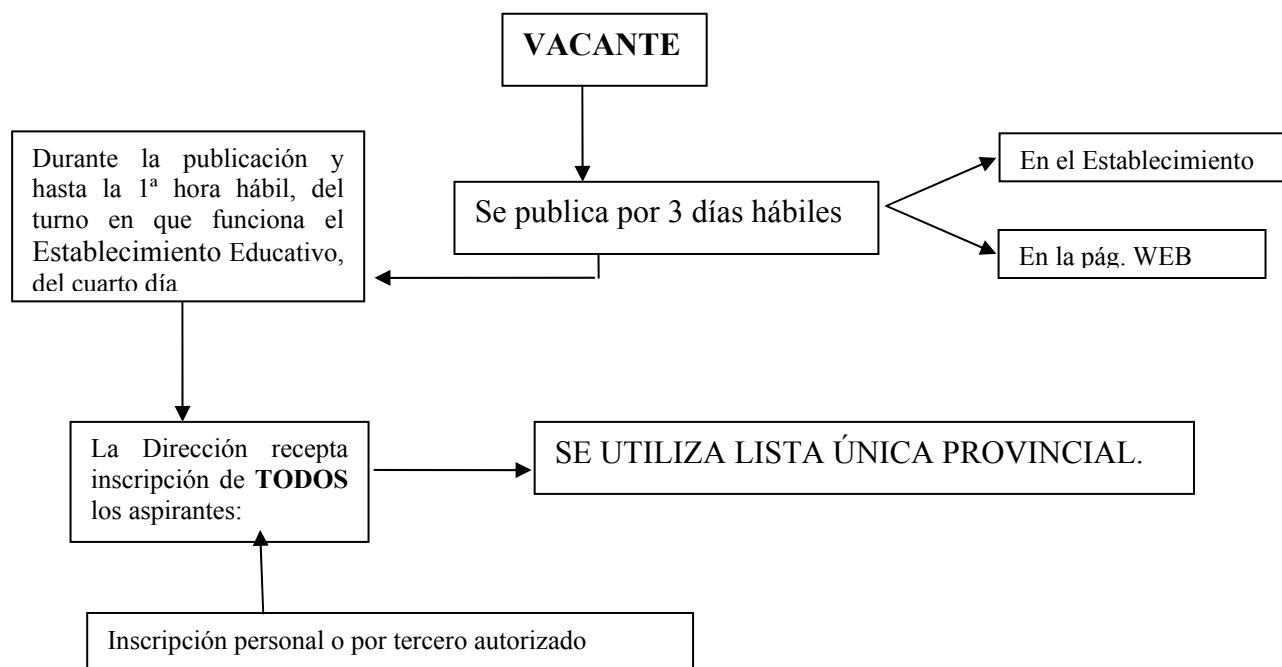 VACANTE
Durante la publicación y
hasta la 1ª hora hábil, del
turno en que funciona el
Establecimiento Educativo,
del cuarto día
Se publica por 3 días hábiles
En el Establecimiento
En la pág. WEB
La Dirección recepta
inscripción de TODOS
los aspirantes:
SE UTILIZA LISTA ÚNICA PROVINCIAL.
Inscripción personal o por tercero autorizado